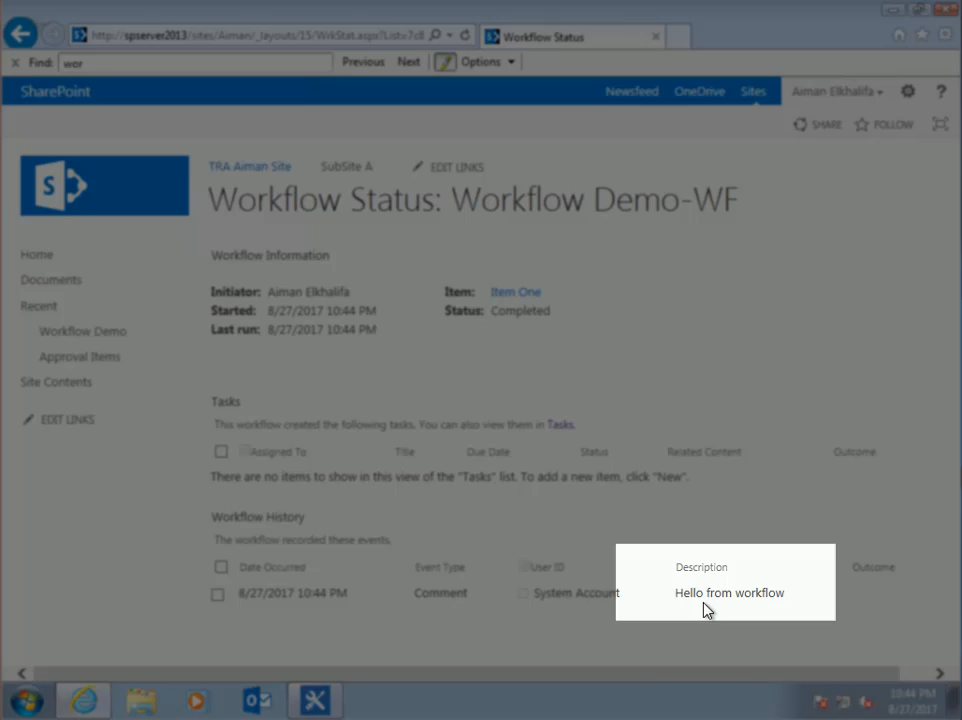 http://spserver2013/sites/Aiman/_layouts/15/WrkStat.aspx?List=7c8
Workflow Status
Find: wor
Previous Next Options
SharePoint
Newsfeed OneDrive Sites Aiman Elkhalifa ?
SHARE FOLLOW
TRA Aiman Site SubSite A EDIT LINKS
Workflow Status: Workflow Demo-WF
Home
Documents
Recent
Workflow Demo
Approval Items
Site Contents
EDIT LINKS
Workflow Information
Initiator: Aiman Elkhalifa Item: Item One
Started: 8/27/2017 10:44 PM Status: Completed
Last run: 8/27/2017 10:44 PM
Tasks
This workflow created the following tasks. You can also view them in Tasks.
Assigned To Title Due Date Status Related Content Outcome
There are no items to show in this view of the "Tasks" list. To add a new item, click "New".
Workflow History
The workflow recorded these events.
Date Occurred Event Type User ID Description Outcome
8/27/2017 10:44 PM Comment System Account Hello from workflow
10:44 PM
8/27/2017